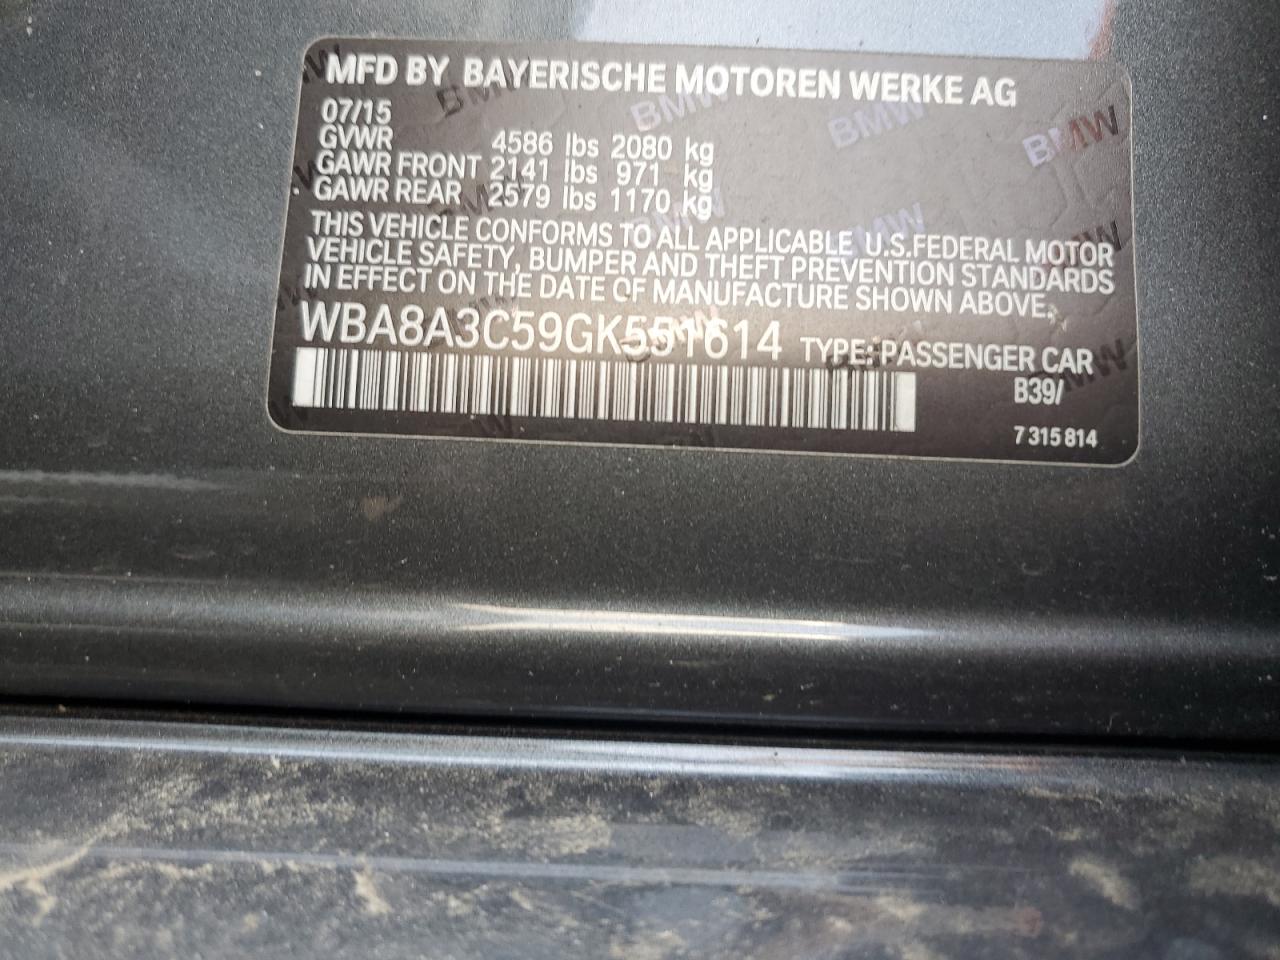 MFD BY BAYERISCHE MOTOREN WERKE AG
07/15
GVWR 4586 lbs 2080 kg
GAWR FRONT 2141 lbs 971 kg
GAWR REAR 2579 lbs 1170 kg
THIS VEHICLE CONFORMS TO ALL APPLICABLE U.S.FEDERAL MOTOR
VEHICLE SAFETY, BUMPER AND THEFT PREVENTION STANDARDS
IN EFFECT ON THE DATE OF MANUFACTURE SHOWN ABOVE.
WBA8A3C59GK551614 TYPE: PASSENGER CAR
B39/
7 315 814